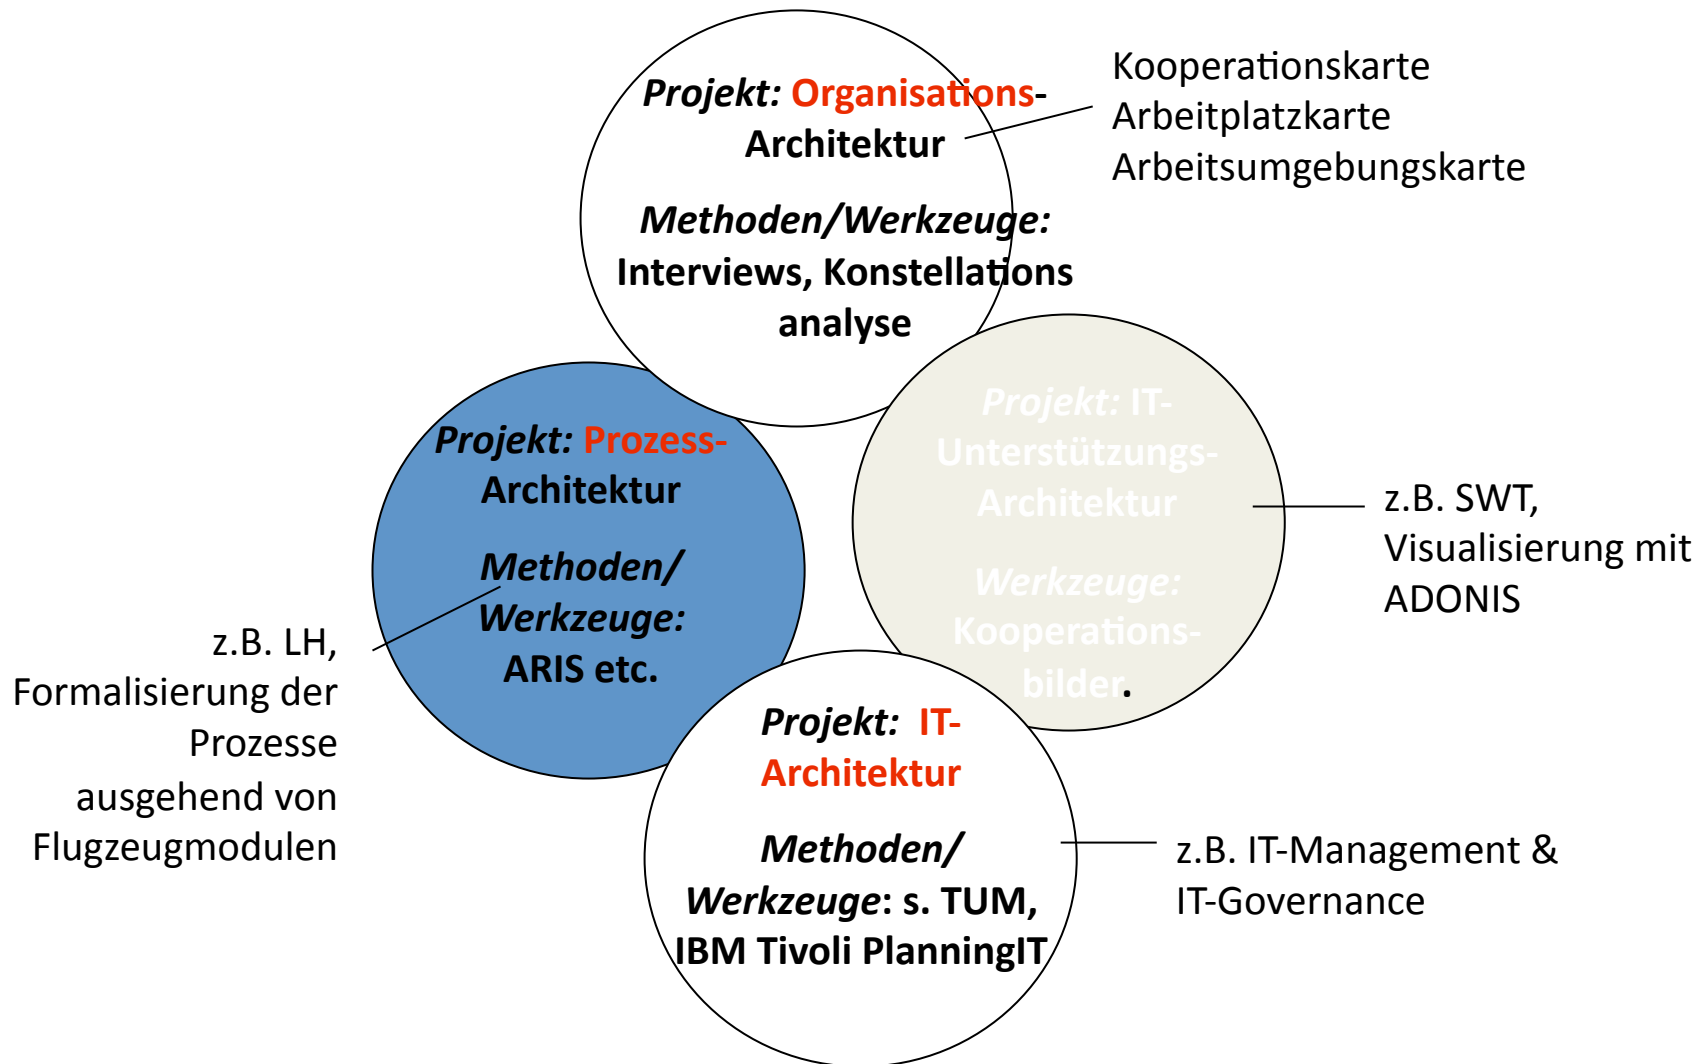 Projekt: Organisations-
Architektur
Methoden/Werkzeuge:
Interviews, Konstellations
analyse
Kooperationskarte
Arbeitplatzkarte
Arbeitsumgebungskarte
Projekt: Prozess-
Architektur
Methoden/
Werkzeuge:
ARIS etc.
z.B. LH,
Formalisierung der
Prozesse
ausgehend von
Flugzeugmodulen
Projekt: IT-
Unterstützungs-
Architektur
Werkzeuge:
Kooperations-
bilder.
z.B. SWT,
Visualisierung mit
ADONIS
Projekt: IT-
Architektur
Methoden/
Werkzeuge: s. TUM,
IBM Tivoli PlanningIT
z.B. IT-Management &
IT-Governance